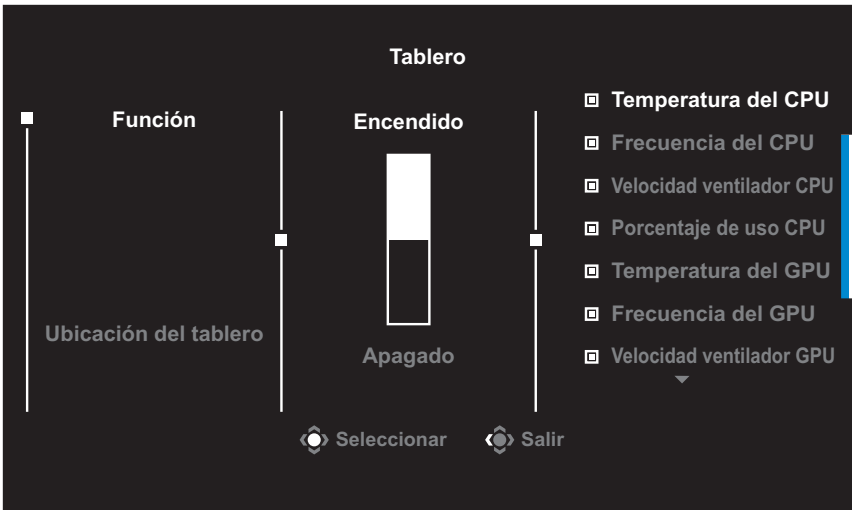 Tablero
Función
Ubicación del tablero
Encendido
Apagado
Temperatura del CPU
Frecuencia del CPU
Velocidad ventilador CPU
Porcentaje de uso CPU
Temperatura del GPU
Frecuencia del GPU
Velocidad ventilador GPU
Seleccionar
Salir